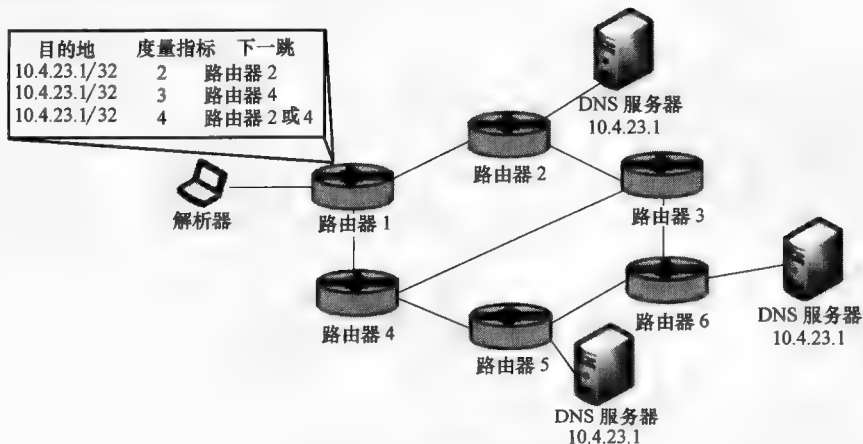 目的地 度量指标 下一跳
10.4.23.1/32 2 路由器 2
10.4.23.1/32 3 路由器 4
10.4.23.1/32 4 路由器 2 或 4
DNS 服务器
10.4.23.1
路由器 2
解析器
路由器 1
路由器 3
路由器 4
路由器 5
路由器 6
DNS 服务器
10.4.23.1
DNS 服务器
10.4.23.1